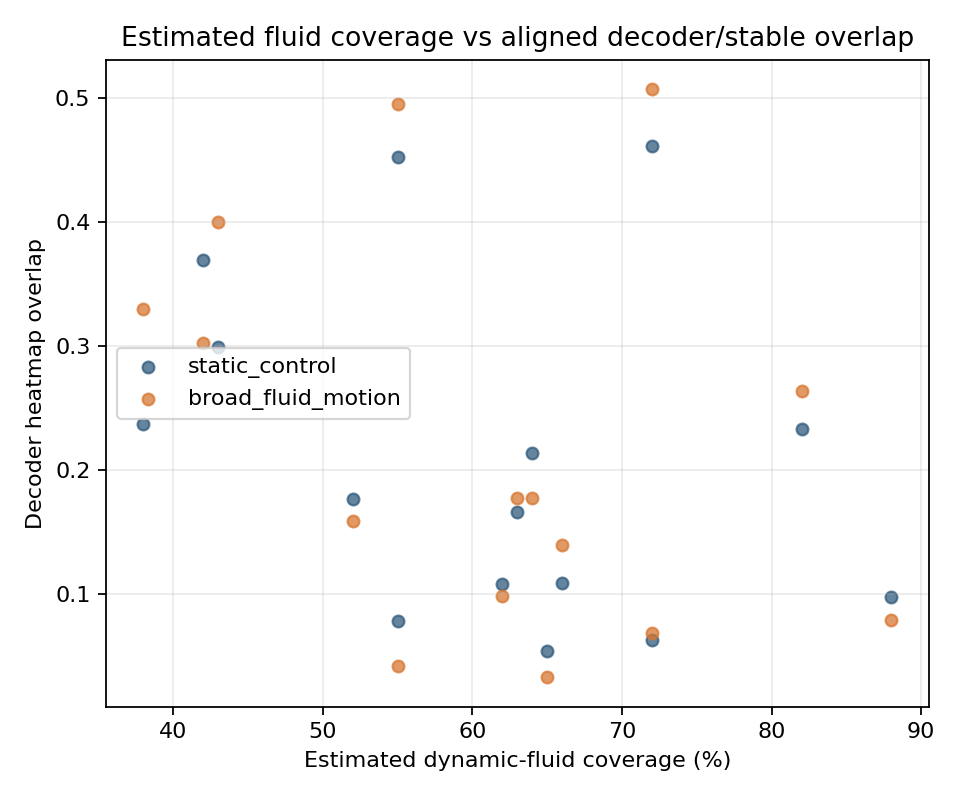 Estimated fluid coverage vs aligned decoder/stable overlap
0.5
0.4
0.3
0.2
0.1
Decoder heatmap overlap
static_control
broad_fluid_motion
40 50 60 70 80 90
Estimated dynamic-fluid coverage (%)